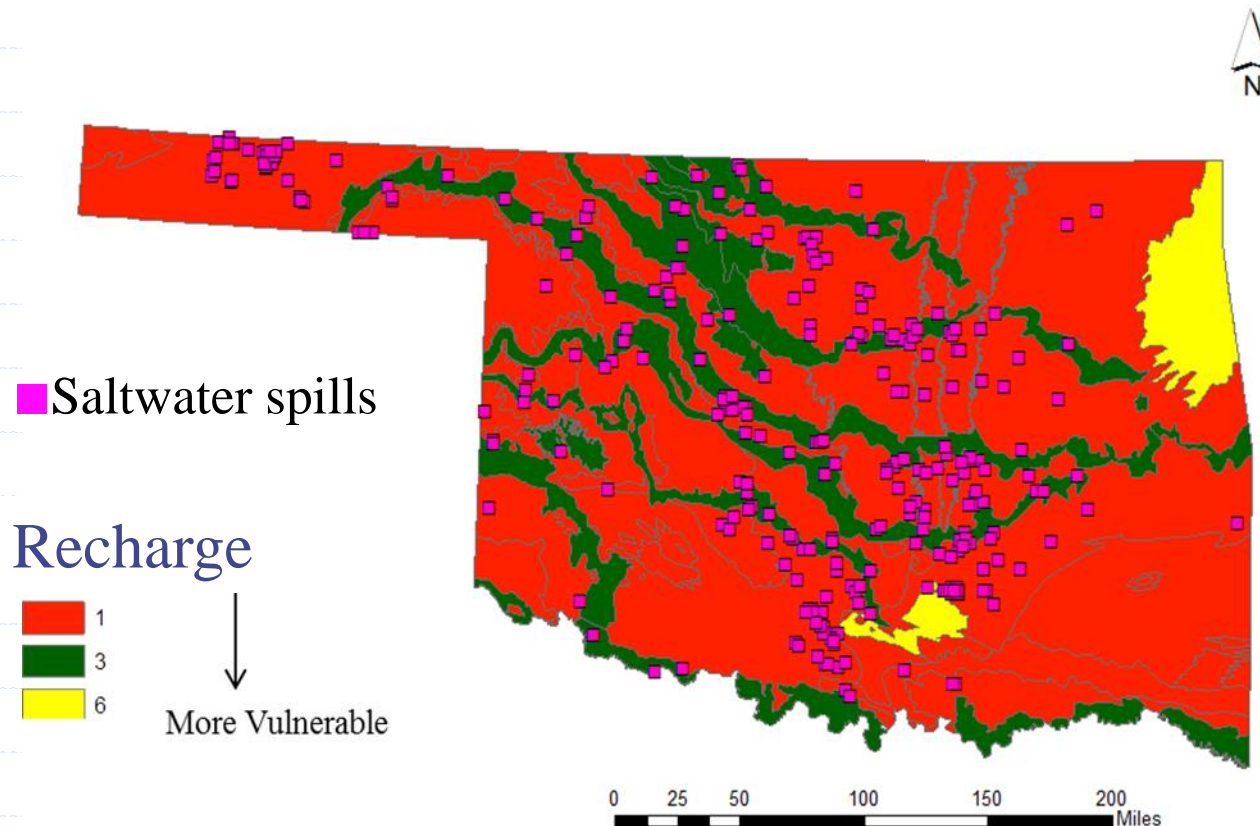 N
Saltwater spills
Recharge
1
3
6
More Vulnerable
0 25 50 100 150 200
Miles